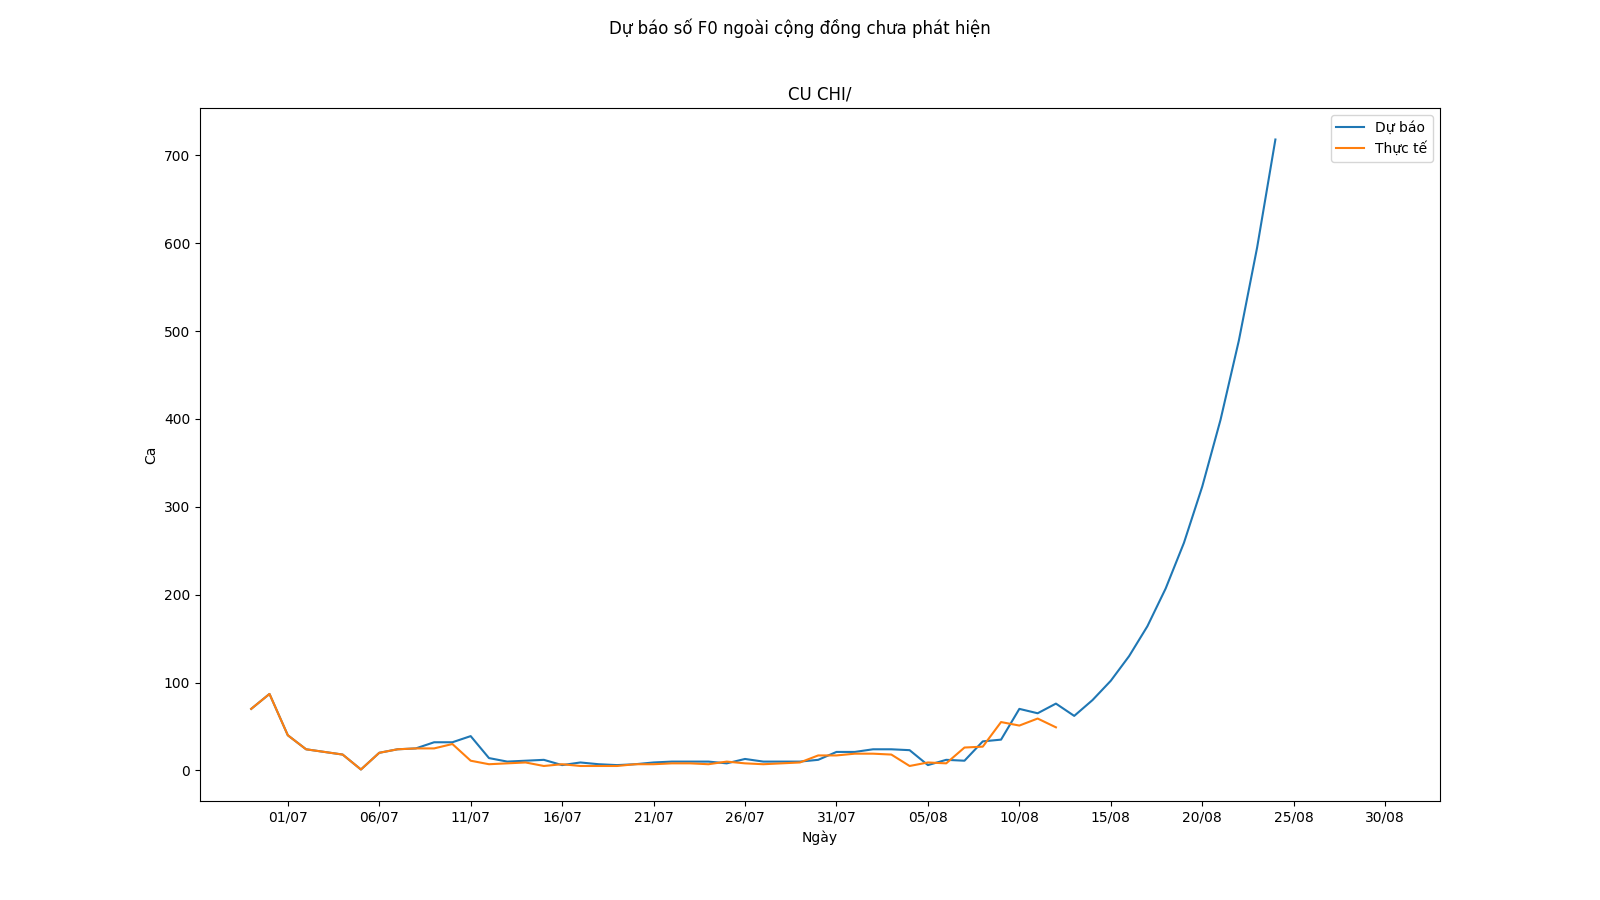 Dự báo số F0 ngoài cộng đồng chưa phát hiện
CU CHI/
Dự báo
Thực tế
700
600
500
400
300
200
100
0
Ca
01/07 06/07 11/07 16/07 21/07 26/07 31/07 05/08 10/08 15/08 20/08 25/08 30/08
Ngày